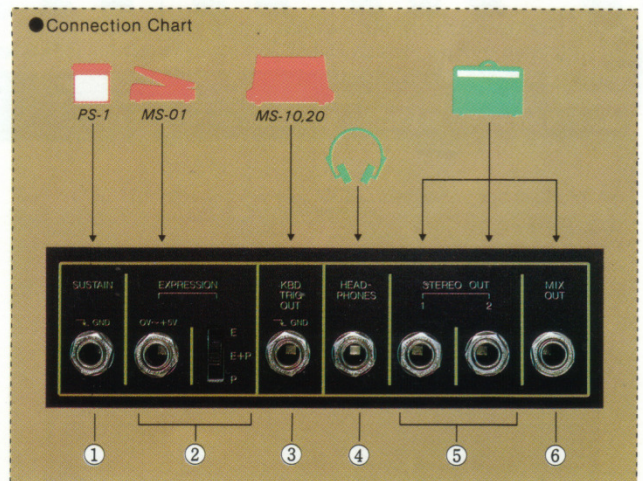 ●Connection Chart
PS-1 MS-01 MS-10,20
SUSTAIN EXPRESSION KBD TRIG OUT HEAD-PHONES STEREO OUT MIX OUT
1 2
GND 0V~+5V E GND
E+P
P
① ② ③ ④ ⑤ ⑥